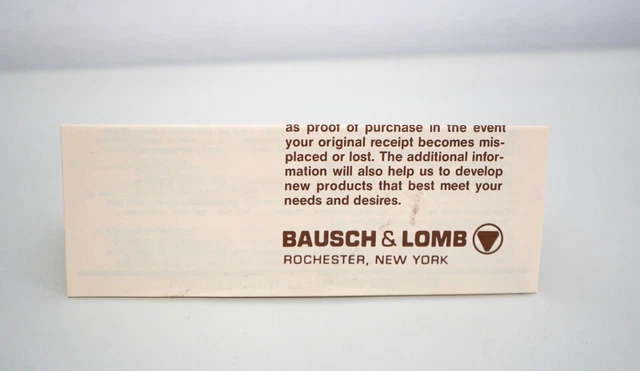 as proof of purchase in the event
your original receipt becomes mis-
placed or lost. The additional infor-
mation will also help us to develop
new products that best meet your
needs and desires.
BAUSCH & LOMB
ROCHESTER, NEW YORK